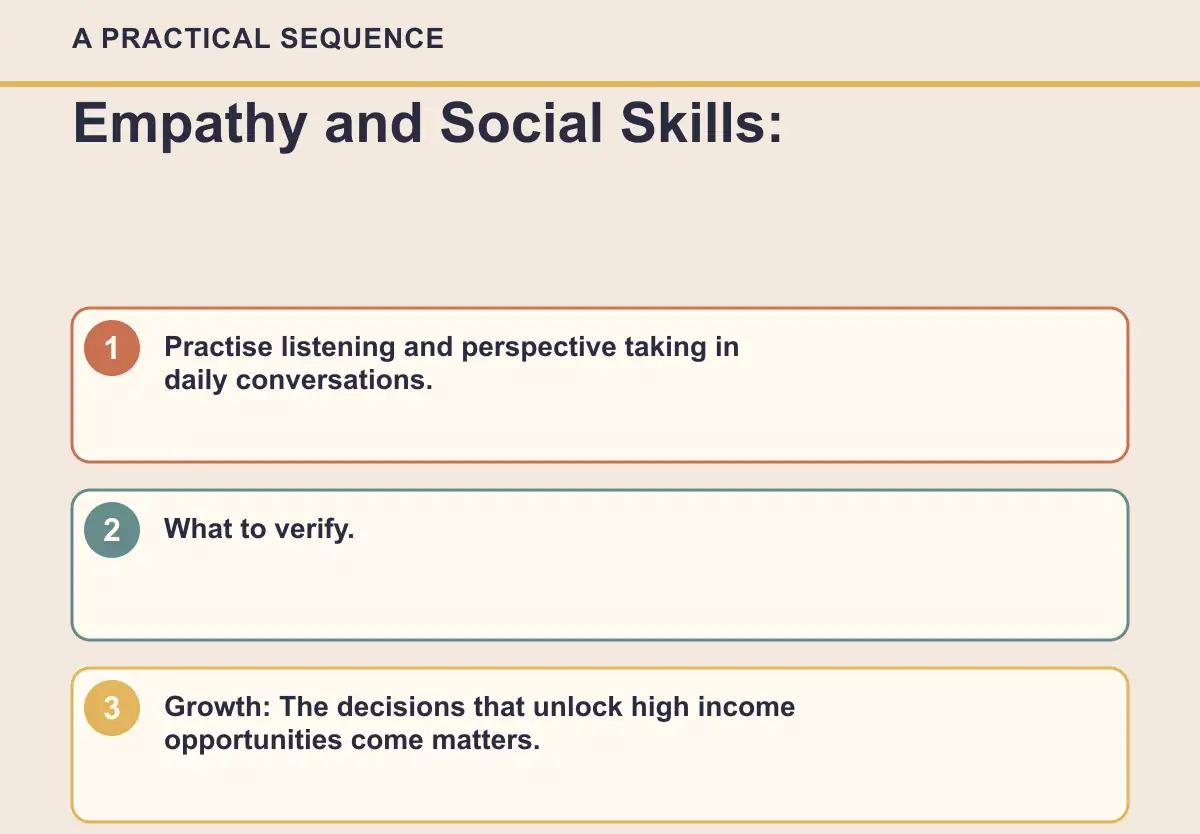 A PRACTICAL SEQUENCE
Empathy and Social Skills:
1
Practise listening and perspective taking in
daily conversations.
2
What to verify.
3
Growth: The decisions that unlock high income
opportunities come matters.